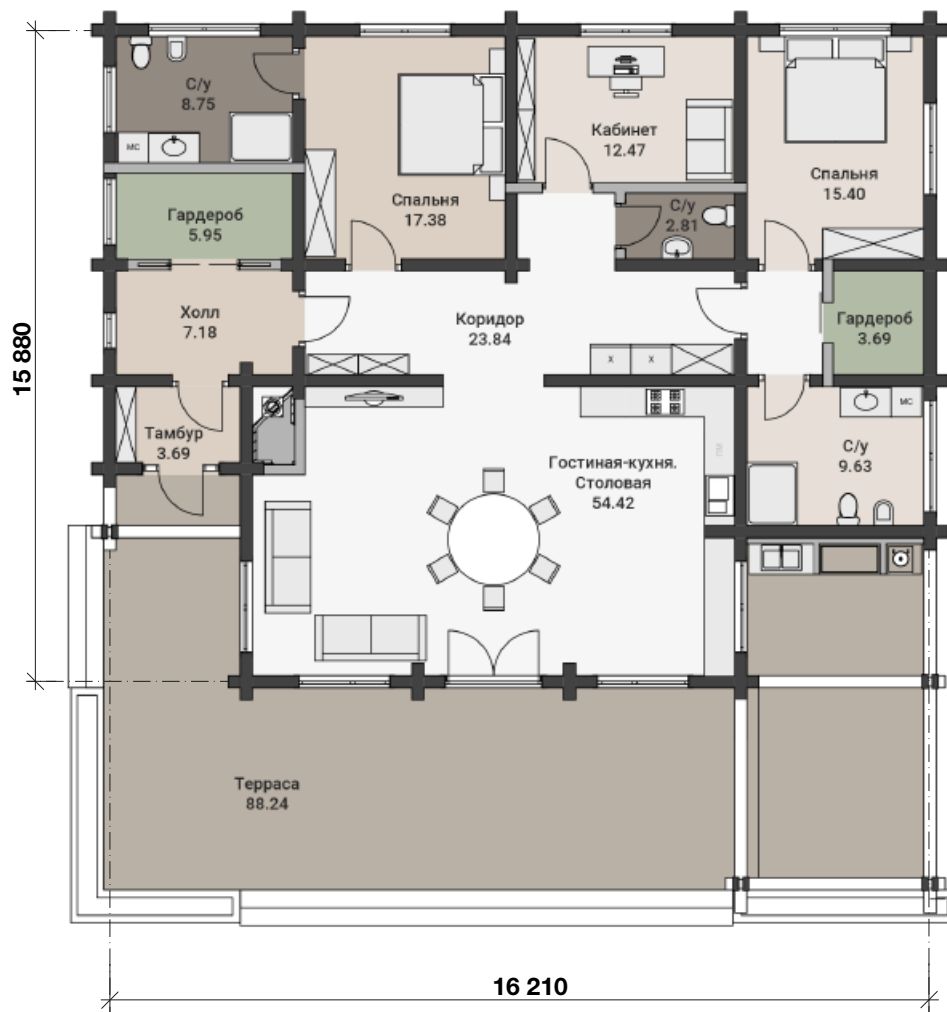 С/у
8.75
МС
Гардероб
5.95
Спальня
17.38
Кабинет
12.47
С/у
2.81
Спальня
15.40
Холл
7.18
Коридор
23.84
Гардероб
3.69
X
X
Тамбур
3.69
Гостиная-кухня.
Столовая
54.42
ПМ
МС
С/у
9.63
Терраса
88.24
15 880
16 210